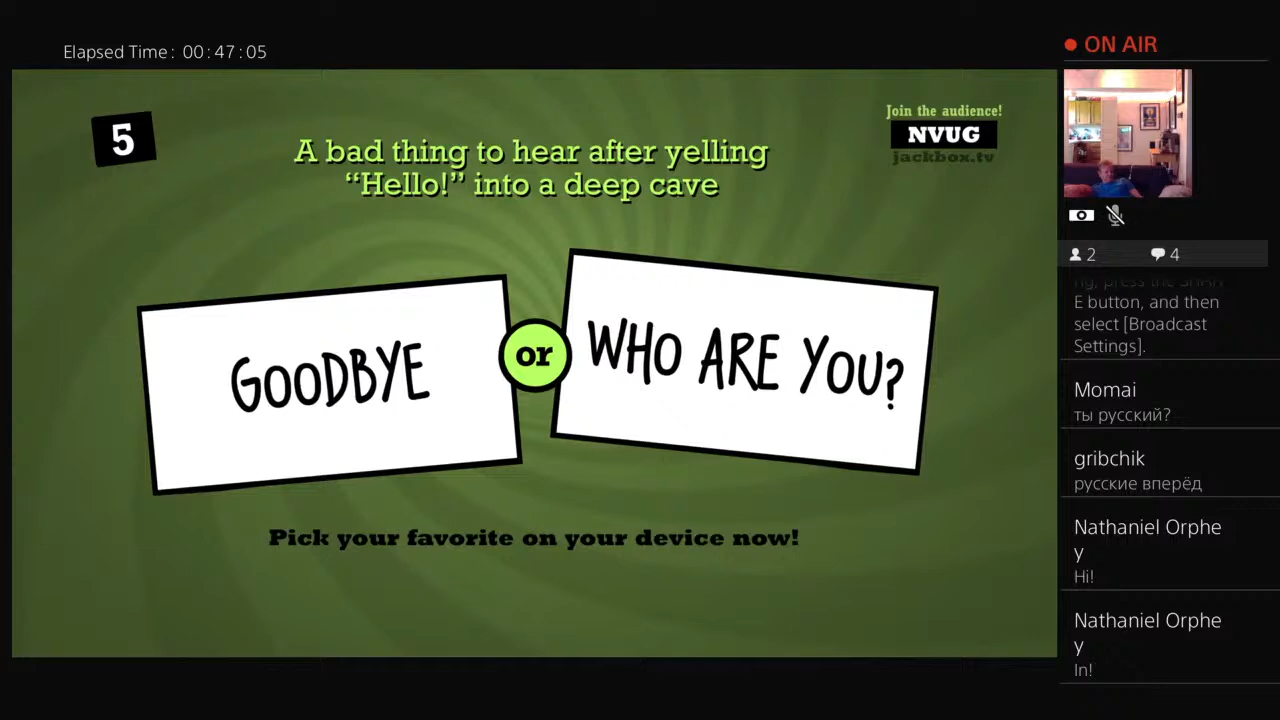 Elapsed Time: 00:47:05
ON AIR
5
Join the audience!
NVUG
jackbox.tv
A bad thing to hear after yelling
“Hello!” into a deep cave
GOODBYE
or
WHO ARE YOU?
Pick your favorite on your device now!
2
4
E button, and then
select [Broadcast
Settings].
Momai
ты русский?
gribchik
русские вперёд
Nathaniel Orphe
y
Hi!
Nathaniel Orphe
y
In!